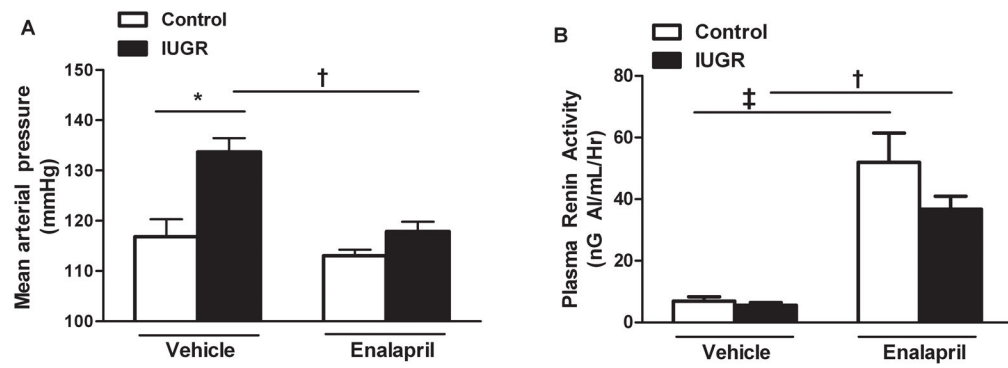 A
Control
IUGR
Mean arterial pressure
(mmHg)
150
140
130
120
110
100
*
†
Vehicle
Enalapril
B
Control
IUGR
Plasma Renin Activity
(nG AI/mL/Hr)
80
60
40
20
0
‡
†
Vehicle
Enalapril